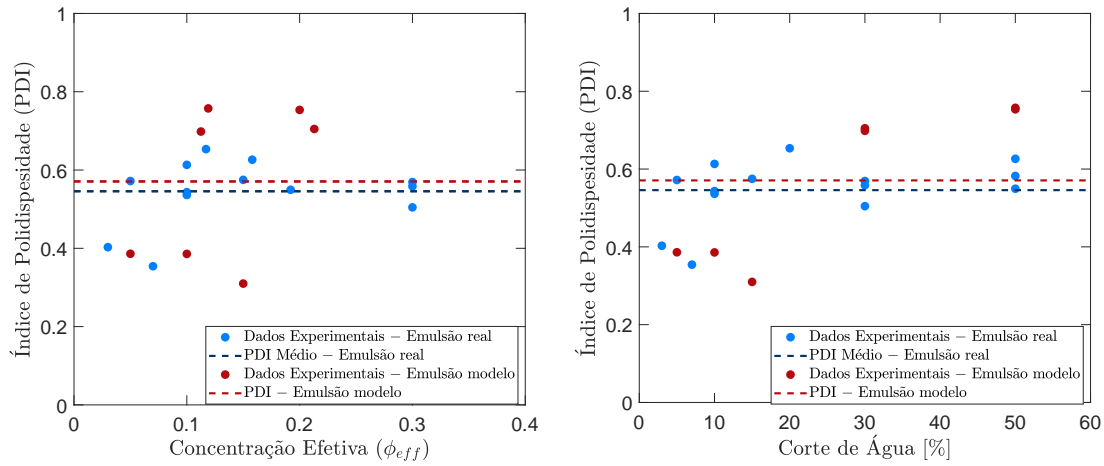 1
0.8
0.6
0.4
0.2
0
0
0.1
0.2
0.3
0.4
Índice de Polidispesidade (PDI)
Concentração Efetiva (ϕ_eff)
Dados Experimentais − Emulsão real
PDI Médio − Emulsão real
Dados Experimentais − Emulsão modelo
PDI − Emulsão modelo
1
0.8
0.6
0.4
0.2
0
0
10
20
30
40
50
60
Índice de Polidispesidade (PDI)
Corte de Água [%]
Dados Experimentais − Emulsão real
PDI Médio − Emulsão real
Dados Experimentais − Emulsão modelo
PDI − Emulsão modelo